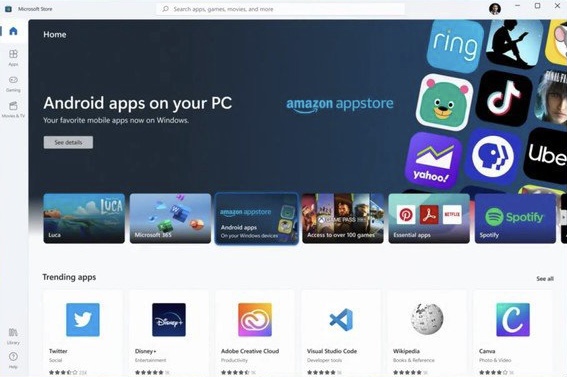 Microsoft Store
Search apps, games, movies, and more
Home
Apps
Gaming
Movies & TV
Android apps on your PC
Your favorite mobile apps now on Windows.
See details
amazon appstore
ring
TikTok
yahoo!
Uber
FINAL
Luca
LUCA
Microsoft 365
amazon appstore
Android apps
On your Windows devices
GAME PASS
Access to over 100 games
NETFLIX
Essential apps
Spotify
Spotify
Trending apps
See all
Twitter
Social
Disney+
Disney+
Entertainment
Adobe Creative Cloud
Productivity
Visual Studio Code
Developer tools
Wikipedia
Books & Reference
C
Canva
Photo & Video
Library
Help